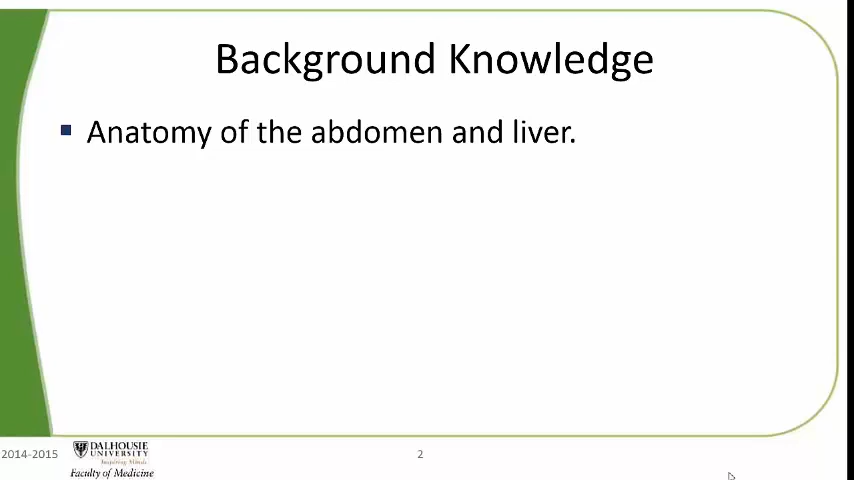 Background Knowledge
Anatomy of the abdomen and liver.
2014-2015
DALHOUSIE
UNIVERSITY
Inspiring Minds
Faculty of Medicine
2